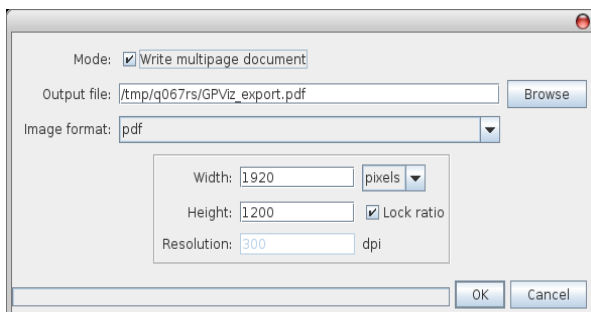 Mode: Write multipage document
Output file: /tmp/q067rs/GPViz_export.pdf Browse
Image format: pdf
Width: 1920 pixels
Height: 1200 Lock ratio
Resolution: 300 dpi
OK Cancel